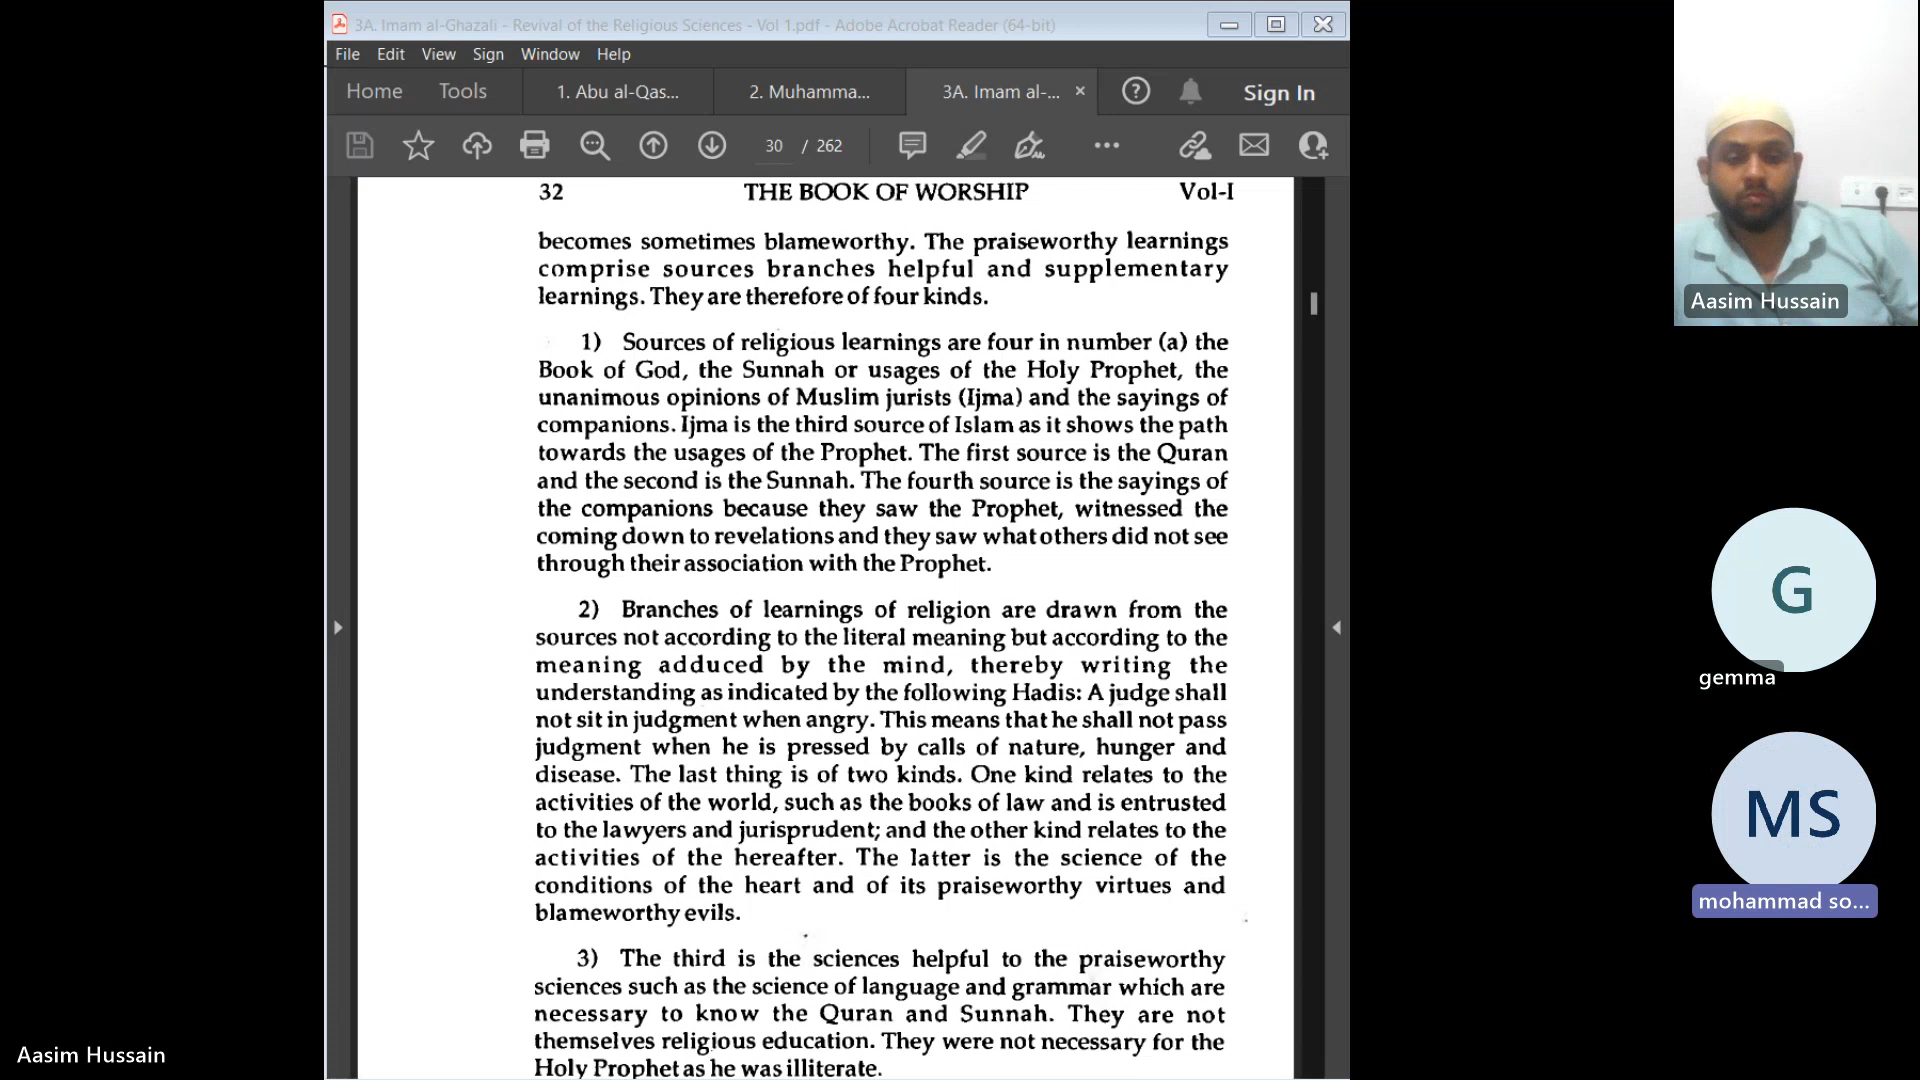 3A. Imam al-Ghazali - Revival of the Religious Sciences - Vol 1.pdf - Adobe Acrobat Reader (64-bit)
File Edit View Sign Window Help
Home Tools 1. Abu al-Qas... 2. Muhamma... 3A. Imam al-... × ? Sign In
30 / 262
32 THE BOOK OF WORSHIP Vol-I
becomes sometimes blameworthy. The praiseworthy learnings
comprise sources branches helpful and supplementary
learnings. They are therefore of four kinds.
1) Sources of religious learnings are four in number (a) the
Book of God, the Sunnah or usages of the Holy Prophet, the
unanimous opinions of Muslim jurists (Ijma) and the sayings of
companions. Ijma is the third source of Islam as it shows the path
towards the usages of the Prophet. The first source is the Quran
and the second is the Sunnah. The fourth source is the sayings of
the companions because they saw the Prophet, witnessed the
coming down to revelations and they saw what others did not see
through their association with the Prophet.
2) Branches of learnings of religion are drawn from the
sources not according to the literal meaning but according to the
meaning adduced by the mind, thereby writing the
understanding as indicated by the following Hadis: A judge shall
not sit in judgment when angry. This means that he shall not pass
judgment when he is pressed by calls of nature, hunger and
disease. The last thing is of two kinds. One kind relates to the
activities of the world, such as the books of law and is entrusted
to the lawyers and jurisprudent; and the other kind relates to the
activities of the hereafter. The latter is the science of the
conditions of the heart and of its praiseworthy virtues and
blameworthy evils.
3) The third is the sciences helpful to the praiseworthy
sciences such as the science of language and grammar which are
necessary to know the Quran and Sunnah. They are not
themselves religious education. They were not necessary for the
Holy Prophet as he was illiterate.
Aasim Hussain
G
gemma
MS
mohammad so...
Aasim Hussain